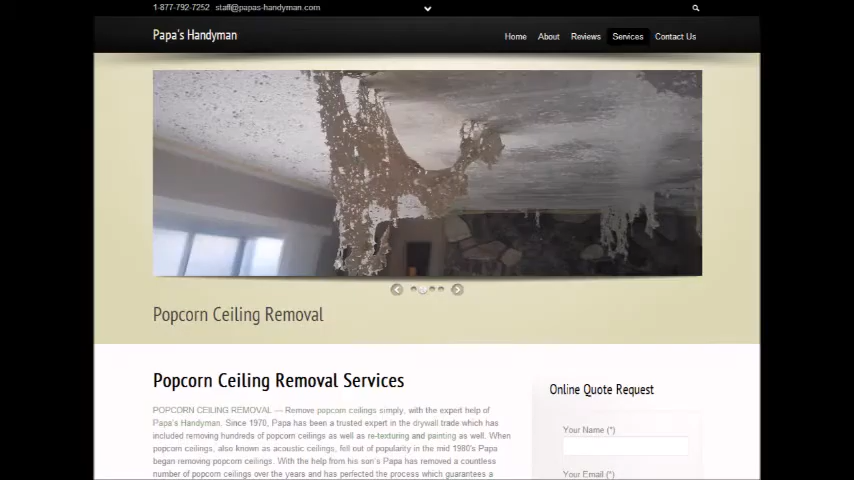 1-877-792-7252 staff@papas-handyman.com
Papa's Handyman
Home About Reviews Services Contact Us
Popcorn Ceiling Removal
Popcorn Ceiling Removal Services
POPCORN CEILING REMOVAL — Remove popcorn ceilings simply, with the expert help of
Papa's Handyman. Since 1970, Papa has been a trusted expert in the drywall trade which has
included removing hundreds of popcorn ceilings as well as re-texturing and painting as well. When
popcorn ceilings, also known as acoustic ceilings, fell out of popularity in the mid 1980's Papa
began removing popcorn ceilings. With the help from his son's Papa has removed a countless
number of popcorn ceilings over the years and has perfected the process which guarantees a
Online Quote Request
Your Name (*)
Your Email (*)